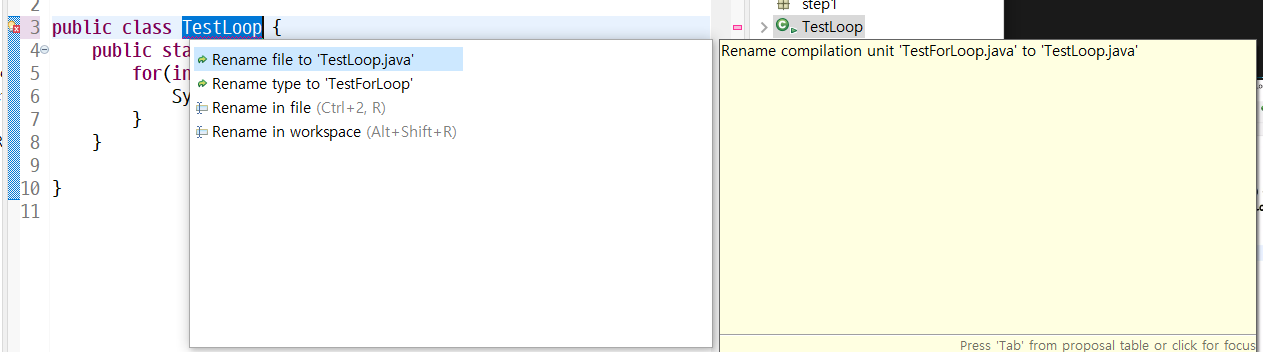 2
step1
3 public class TestLoop {
TestLoop
4 public sta
5 for(in
6 Sy
7 }
8 }
9
10 }
11
Rename file to 'TestLoop.java'
Rename type to 'TestForLoop'
Rename in file (Ctrl+2, R)
Rename in workspace (Alt+Shift+R)
Rename compilation unit 'TestForLoop.java' to 'TestLoop.java'
Press 'Tab' from proposal table or click for focus